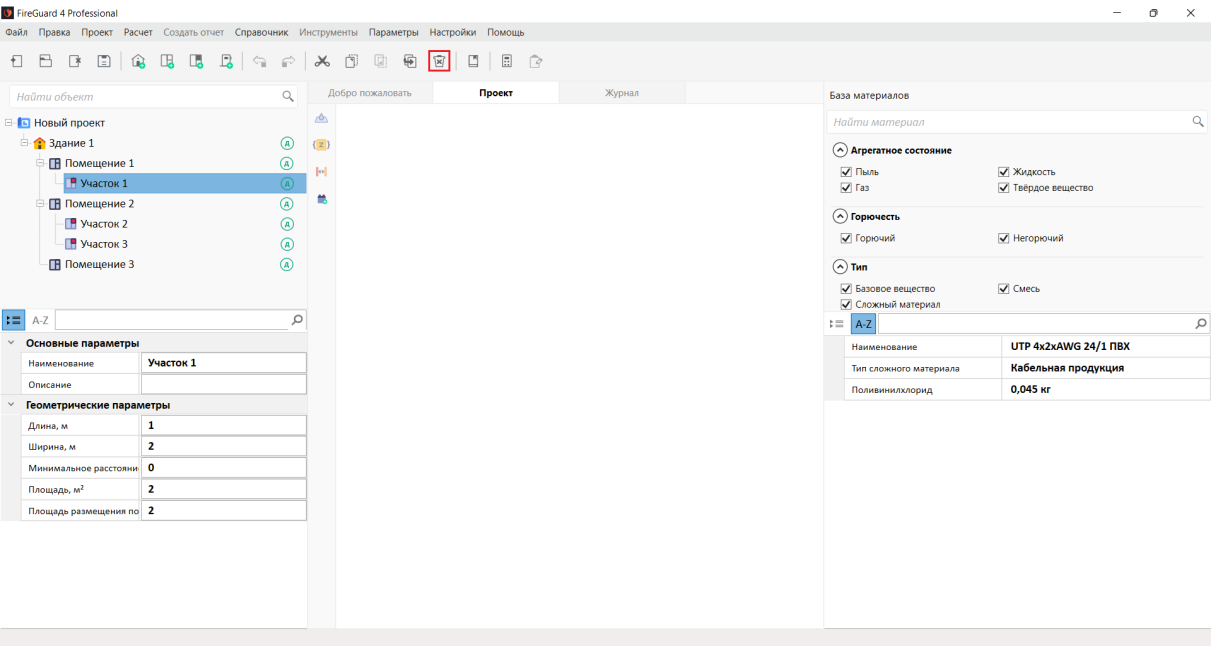 FireGuard 4 Professional
Файл Правка Проект Расчет Создать отчет Справочник Инструменты Параметры Настройки Помощь
Найти объект
Новый проект
Здание 1
Д
Помещение 1
Д
Участок 1
Д
Помещение 2
Д
Участок 2
Д
Участок 3
Д
Помещение 3
Д
A-Z
Основные параметры
Наименование Участок 1
Описание
Геометрические параметры
Длина, м 1
Ширина, м 2
Минимальное расстояни 0
Площадь, м² 2
Площадь размещения по 2
Добро пожаловать Проект Журнал
База материалов
Найти материал
Агрегатное состояние
Пыль Жидкость
Газ Твёрдое вещество
Горючесть
Горючий Негорючий
Тип
Базовое вещество Смесь
Сложный материал
A-Z
Наименование UTP 4x2xAWG 24/1 ПВХ
Тип сложного материала Кабельная продукция
Поливинилхлорид 0,045 кг